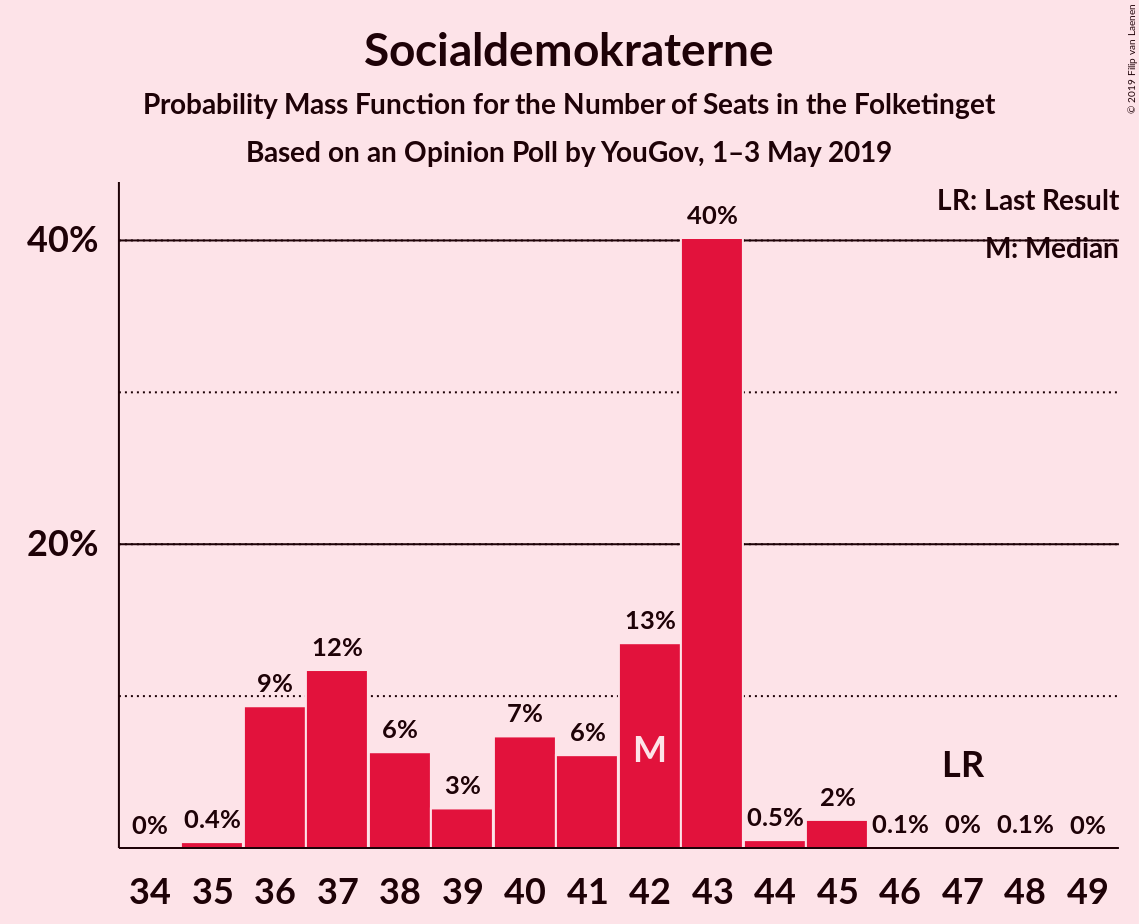 Socialdemokraterne
Probability Mass Function for the Number of Seats in the Folketinget
Based on an Opinion Poll by YouGov, 1–3 May 2019
© 2019 Filip van Laenen
LR: Last Result
M: Median
40%
20%
0%
0.4%
9%
12%
6%
3%
7%
6%
13%
40%
0.5%
2%
0.1%
0%
0.1%
0%
M
LR
34 35 36 37 38 39 40 41 42 43 44 45 46 47 48 49